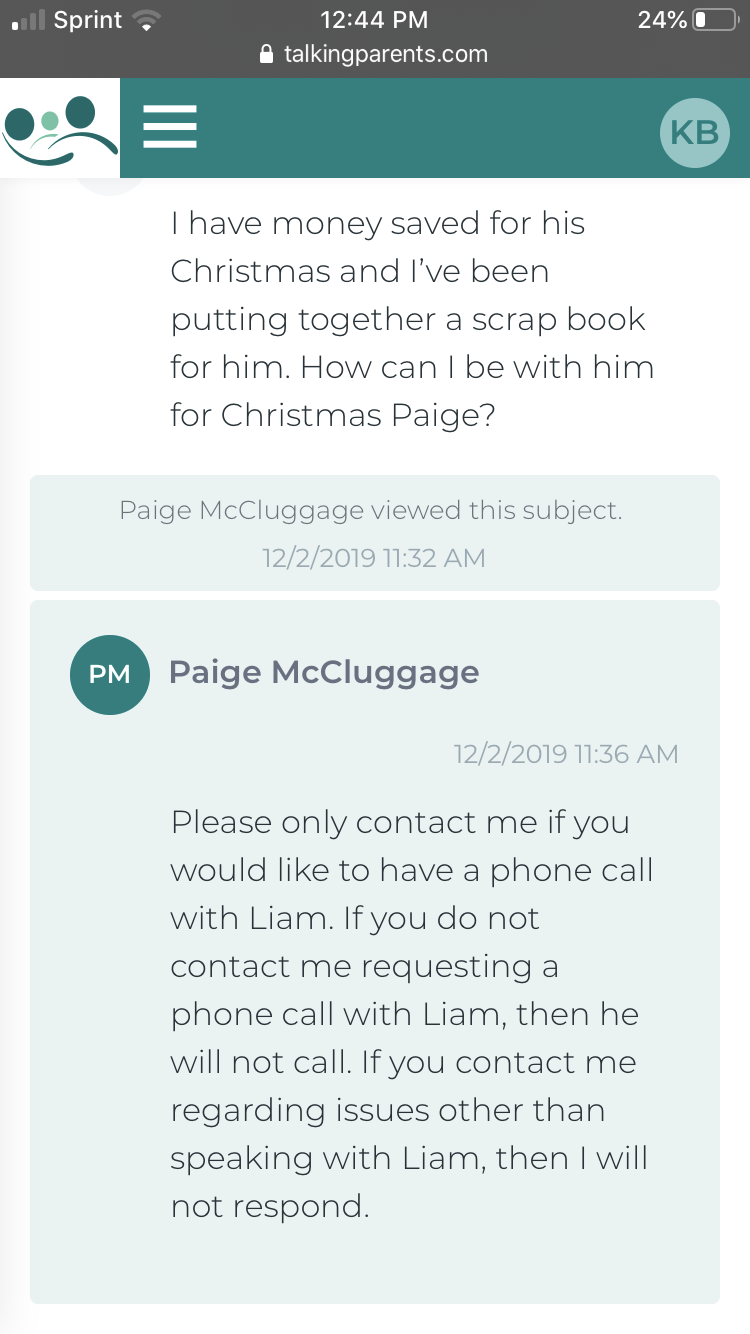 Sprint 12:44 PM 24%
talkingparents.com
KB
I have money saved for his
Christmas and I’ve been
putting together a scrap book
for him. How can I be with him
for Christmas Paige?
Paige McCluggage viewed this subject.
12/2/2019 11:32 AM
PM Paige McCluggage
12/2/2019 11:36 AM
Please only contact me if you
would like to have a phone call
with Liam. If you do not
contact me requesting a
phone call with Liam, then he
will not call. If you contact me
regarding issues other than
speaking with Liam, then I will
not respond.